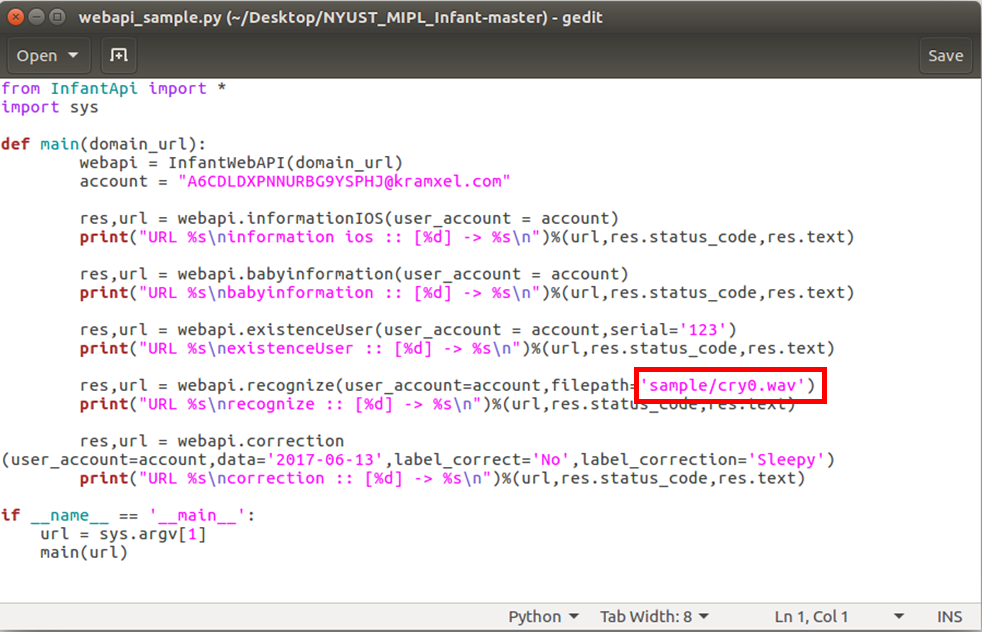 webapi_sample.py (~/Desktop/NYUST_MIPL_Infant-master) - gedit
Open Save
from InfantApi import *
import sys
def main(domain_url):
webapi = InfantWebAPI(domain_url)
account = "A6CDLDXPNNURBG9YSPHJ@kramxel.com"
res,url = webapi.informationIOS(user_account = account)
print("URL %s\ninformation ios :: [%d] -> %s\n")%(url,res.status_code,res.text)
res,url = webapi.babyinformation(user_account = account)
print("URL %s\nbabyinformation :: [%d] -> %s\n")%(url,res.status_code,res.text)
res,url = webapi.existenceUser(user_account = account,serial='123')
print("URL %s\nexistenceUser :: [%d] -> %s\n")%(url,res.status_code,res.text)
res,url = webapi.recognize(user_account=account,filepath='sample/cry0.wav')
print("URL %s\nrecognize :: [%d] -> %s\n")%(url,res.status_code,res.text)
res,url = webapi.correction
(user_account=account,data='2017-06-13',label_correct='No',label_correction='Sleepy')
print("URL %s\ncorrection :: [%d] -> %s\n")%(url,res.status_code,res.text)
if __name__ == '__main__':
url = sys.argv[1]
main(url)
Python Tab Width: 8 Ln 1, Col 1 INS